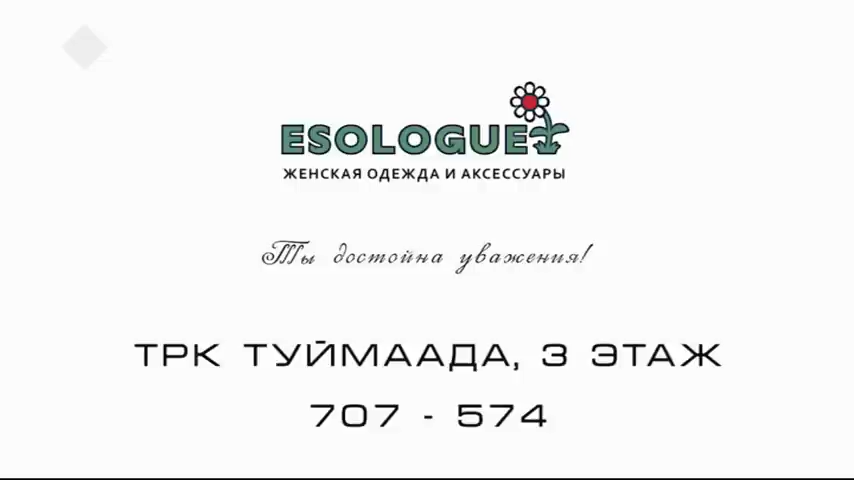 ESOLOGUE
ЖЕНСКАЯ ОДЕЖДА И АКСЕССУАРЫ
Ты достойна уважения!
ТРК ТУЙМААДА, 3 ЭТАЖ
707 - 574